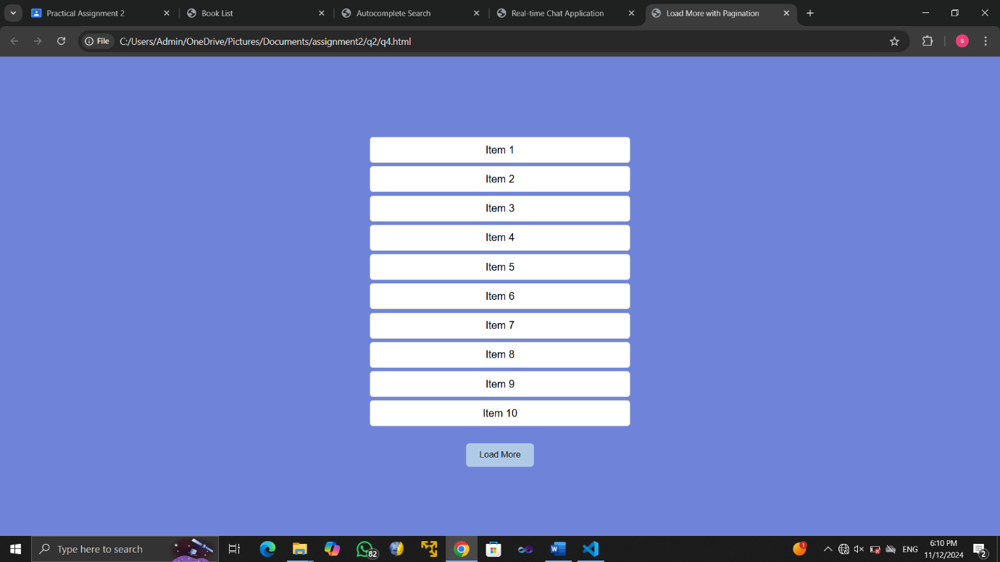 Practical Assignment 2
Book List
Autocomplete Search
Real-time Chat Application
Load More with Pagination
File
C:/Users/Admin/OneDrive/Pictures/Documents/assignment2/q2/q4.html
S
Item 1
Item 2
Item 3
Item 4
Item 5
Item 6
Item 7
Item 8
Item 9
Item 10
Load More
Type here to search
82
1
ENG
6:10 PM
11/12/2024
2